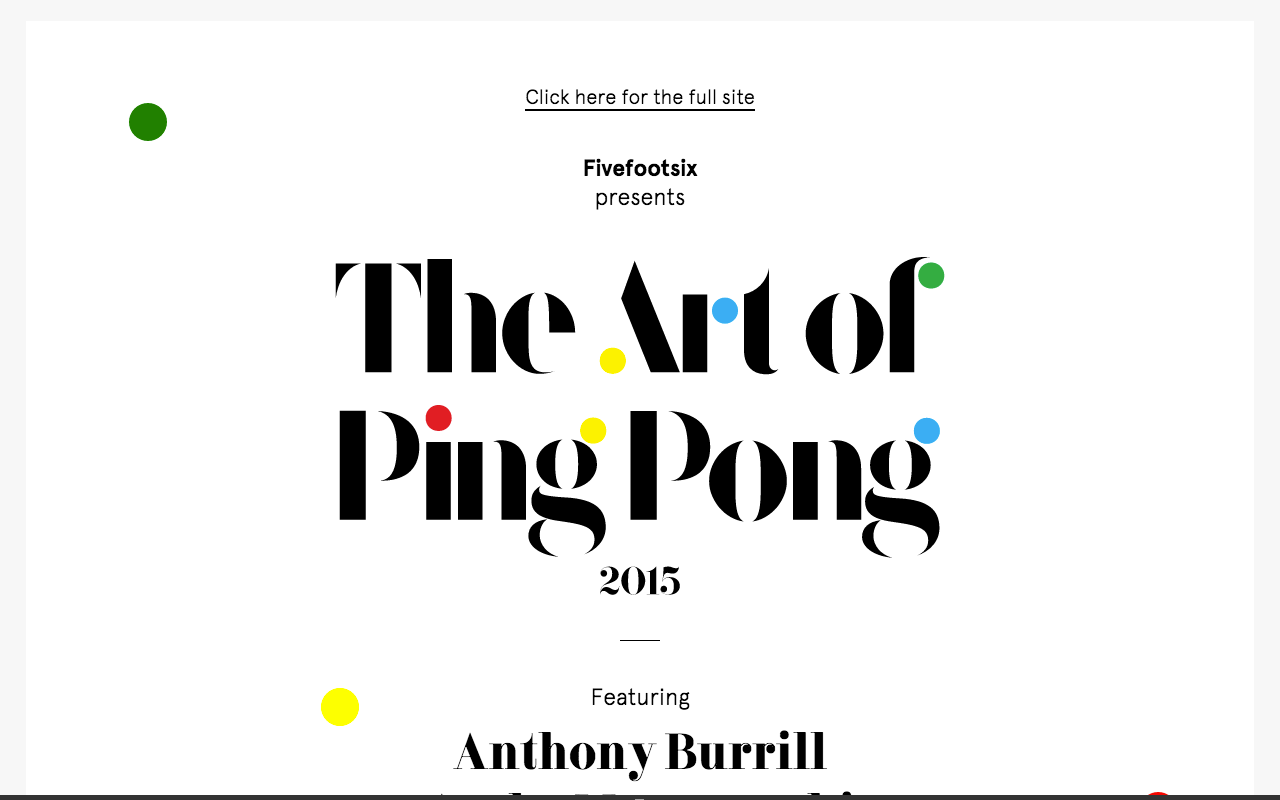 Click here for the full site
Fivefootsix
presents
The Art of
Ping Pong
2015
Featuring
Anthony Burrill